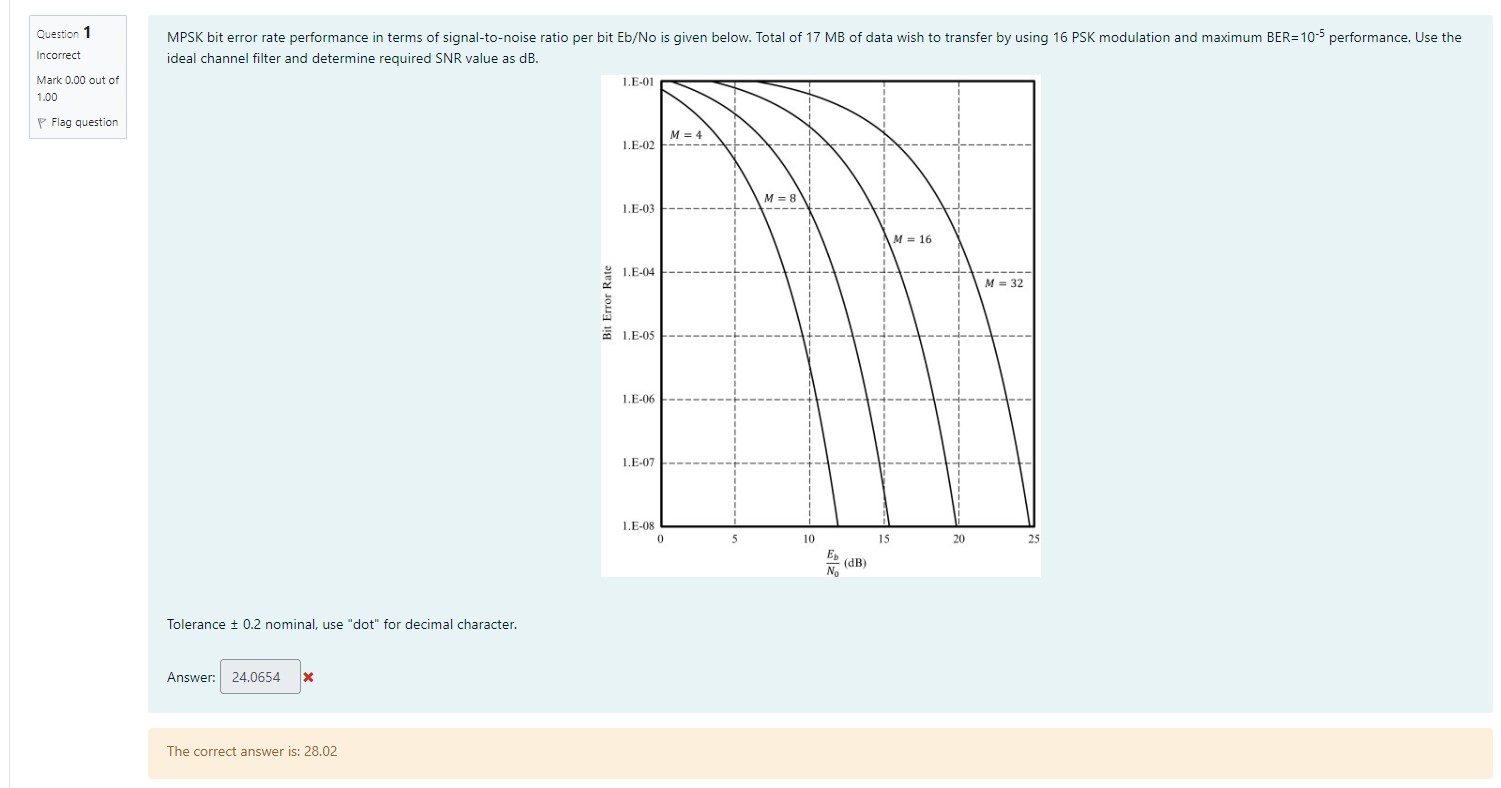 Question 1
Incorrect
Mark 0.00 out of
1.00
Flag question
MPSK bit error rate performance in terms of signal-to-noise ratio per bit Eb/No is given below. Total of 17 MB of data wish to transfer by using 16 PSK modulation and maximum BER=10-5 performance. Use the
ideal channel filter and determine required SNR value as dB.
1.E-01
M = 4
1.E-02
M = 8
1.E-03
M = 16
1.E-04
M = 32
Bit Error Rate
1.E-05
1.E-06
1.E-07
1.E-08
0 5 10 15 20 25
Eb
N0
(dB)
Tolerance ± 0.2 nominal, use "dot" for decimal character.
Answer: 24.0654
The correct answer is: 28.02